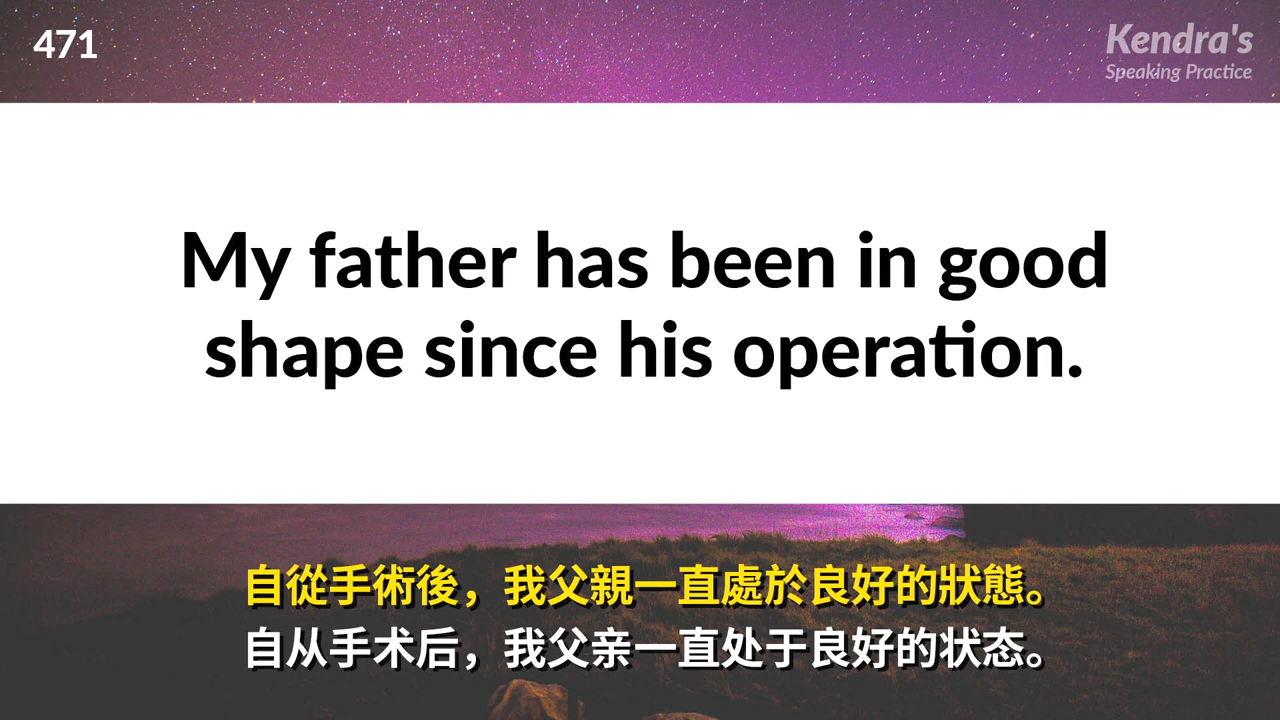 471
Kendra's
Speaking Practice
My father has been in good
shape since his operation.
自從手術後，我父親一直處於良好的狀態。
自从手术后，我父亲一直处于良好的状态。